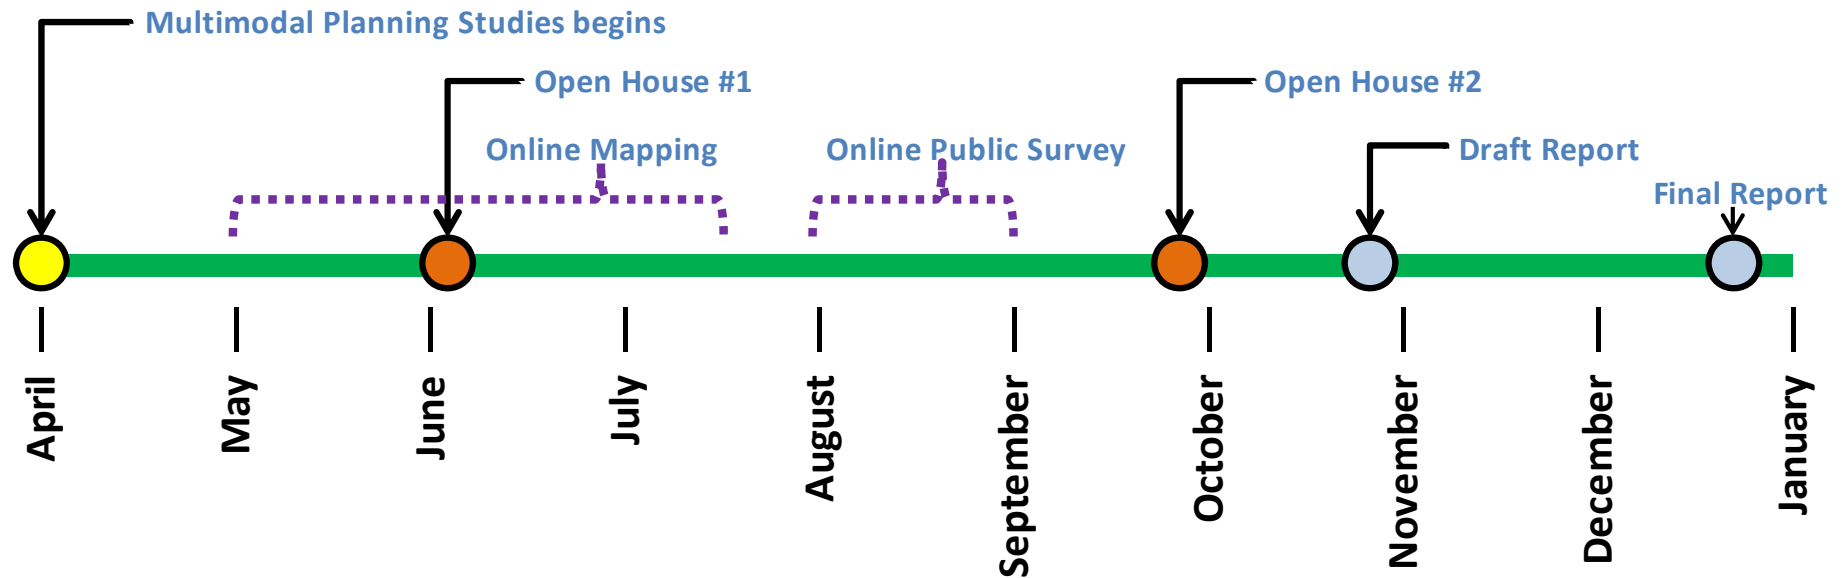 Multimodal Planning Studies begins
Open House #1
Open House #2
Online Mapping
Online Public Survey
Draft Report
Final Report
April
May
June
July
August
September
October
November
December
January